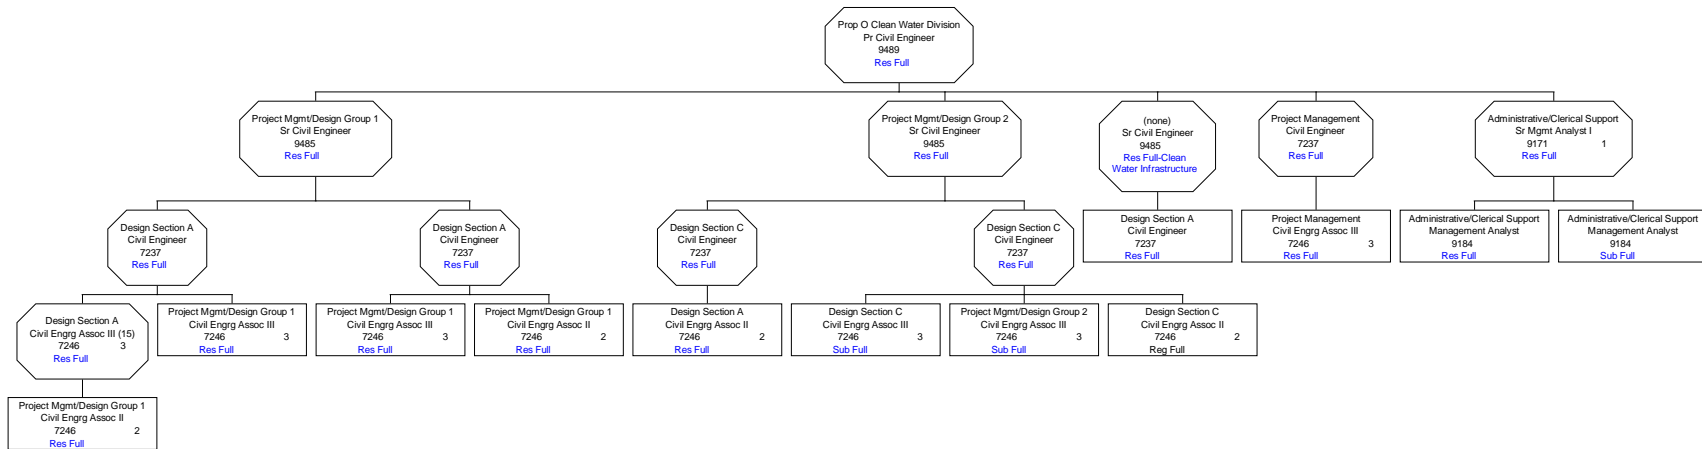 Prop O Clean Water Division
Pr Civil Engineer
9489
Res Full
Project Mgmt/Design Group 1
Sr Civil Engineer
9485
Res Full
Project Mgmt/Design Group 2
Sr Civil Engineer
9485
Res Full
(none)
Sr Civil Engineer
9485
Res Full-Clean
Water Infrastructure
Project Management
Civil Engineer
7237
Res Full
Administrative/Clerical Support
Sr Mgmt Analyst I
9171 1
Res Full
Design Section A
Civil Engineer
7237
Res Full
Design Section A
Civil Engineer
7237
Res Full
Design Section C
Civil Engineer
7237
Res Full
Design Section C
Civil Engineer
7237
Res Full
Design Section A
Civil Engineer
7237
Res Full
Project Management
Civil Engrg Assoc III
7246 3
Res Full
Administrative/Clerical Support
Management Analyst
9184
Res Full
Administrative/Clerical Support
Management Analyst
9184
Sub Full
Design Section A
Civil Engrg Assoc III (15)
7246 3
Res Full
Project Mgmt/Design Group 1
Civil Engrg Assoc III
7246 3
Res Full
Project Mgmt/Design Group 1
Civil Engrg Assoc III
7246 3
Res Full
Project Mgmt/Design Group 1
Civil Engrg Assoc II
7246 2
Res Full
Design Section A
Civil Engrg Assoc II
7246 2
Res Full
Design Section C
Civil Engrg Assoc III
7246 3
Sub Full
Project Mgmt/Design Group 2
Civil Engrg Assoc III
7246 3
Sub Full
Design Section C
Civil Engrg Assoc II
7246 2
Reg Full
Project Mgmt/Design Group 1
Civil Engrg Assoc II
7246 2
Res Full